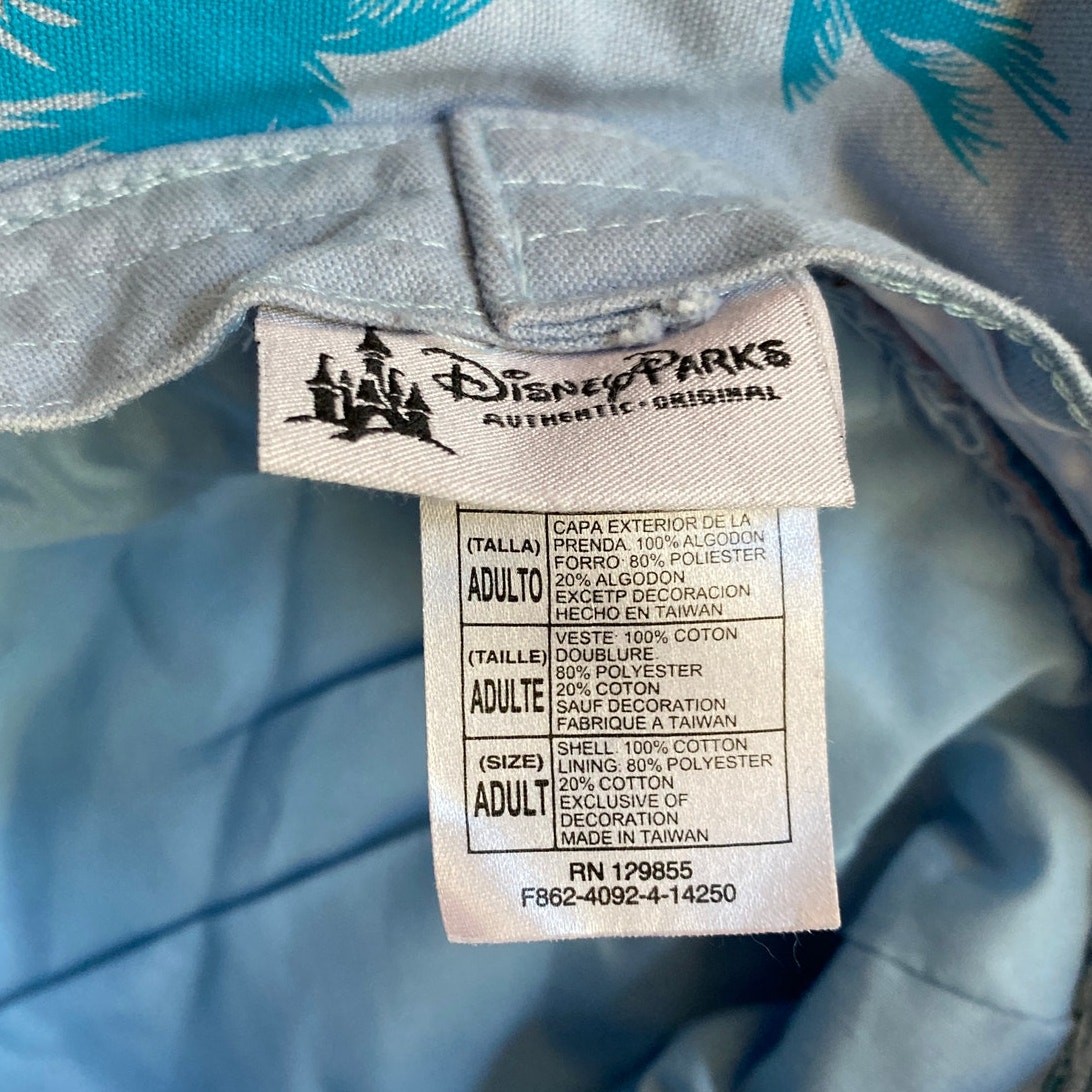 Disney Parks
AUTHENTIC • ORIGINAL
(TALLA)
ADULTO
CAPA EXTERIOR DE LA
PRENDA: 100% ALGODON
FORRO: 80% POLIESTER
20% ALGODON
EXCETP DECORACION
HECHO EN TAIWAN
(TAILLE)
ADULTE
VESTE: 100% COTON
DOUBLURE
80% POLYESTER
20% COTON
SAUF DECORATION
FABRIQUE A TAIWAN
(SIZE)
ADULT
SHELL: 100% COTTON
LINING: 80% POLYESTER
20% COTTON
EXCLUSIVE OF
DECORATION
MADE IN TAIWAN
RN 129855
F862-4092-4-14250